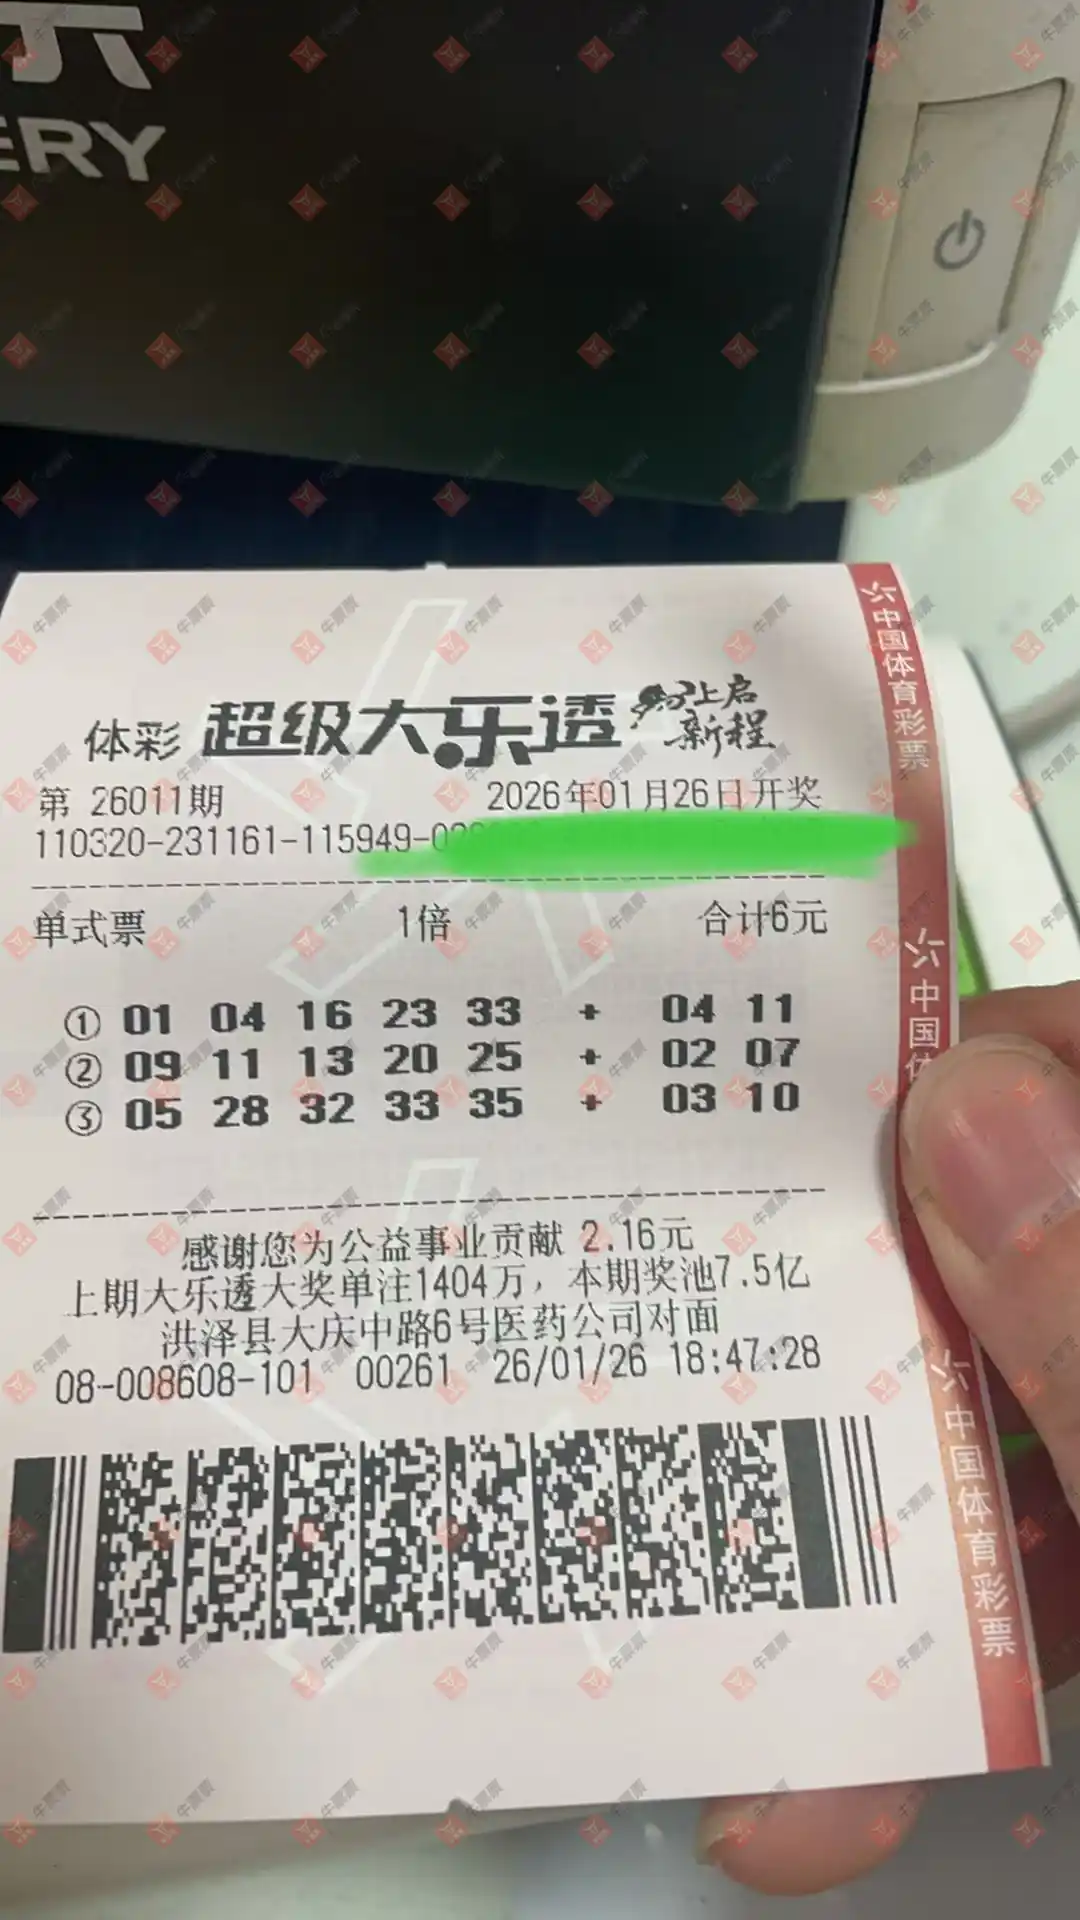 ERY
体彩 超级大乐透 马上启新程
第 26011期 2026年01月26日开奖
110320-231161-115949-0
单式票 1倍 合计6元
① 01 04 16 23 33 + 04 11
② 09 11 13 20 25 + 02 07
③ 05 28 32 33 35 + 03 10
感谢您为公益事业贡献 2.16元
上期大乐透大奖单注1404万，本期奖池7.5亿
洪泽县大庆中路6号医药公司对面
08-008608-101 00261 26/01/26 18:47:28
中国体育彩票
中国体
中国体育彩票
牛票票